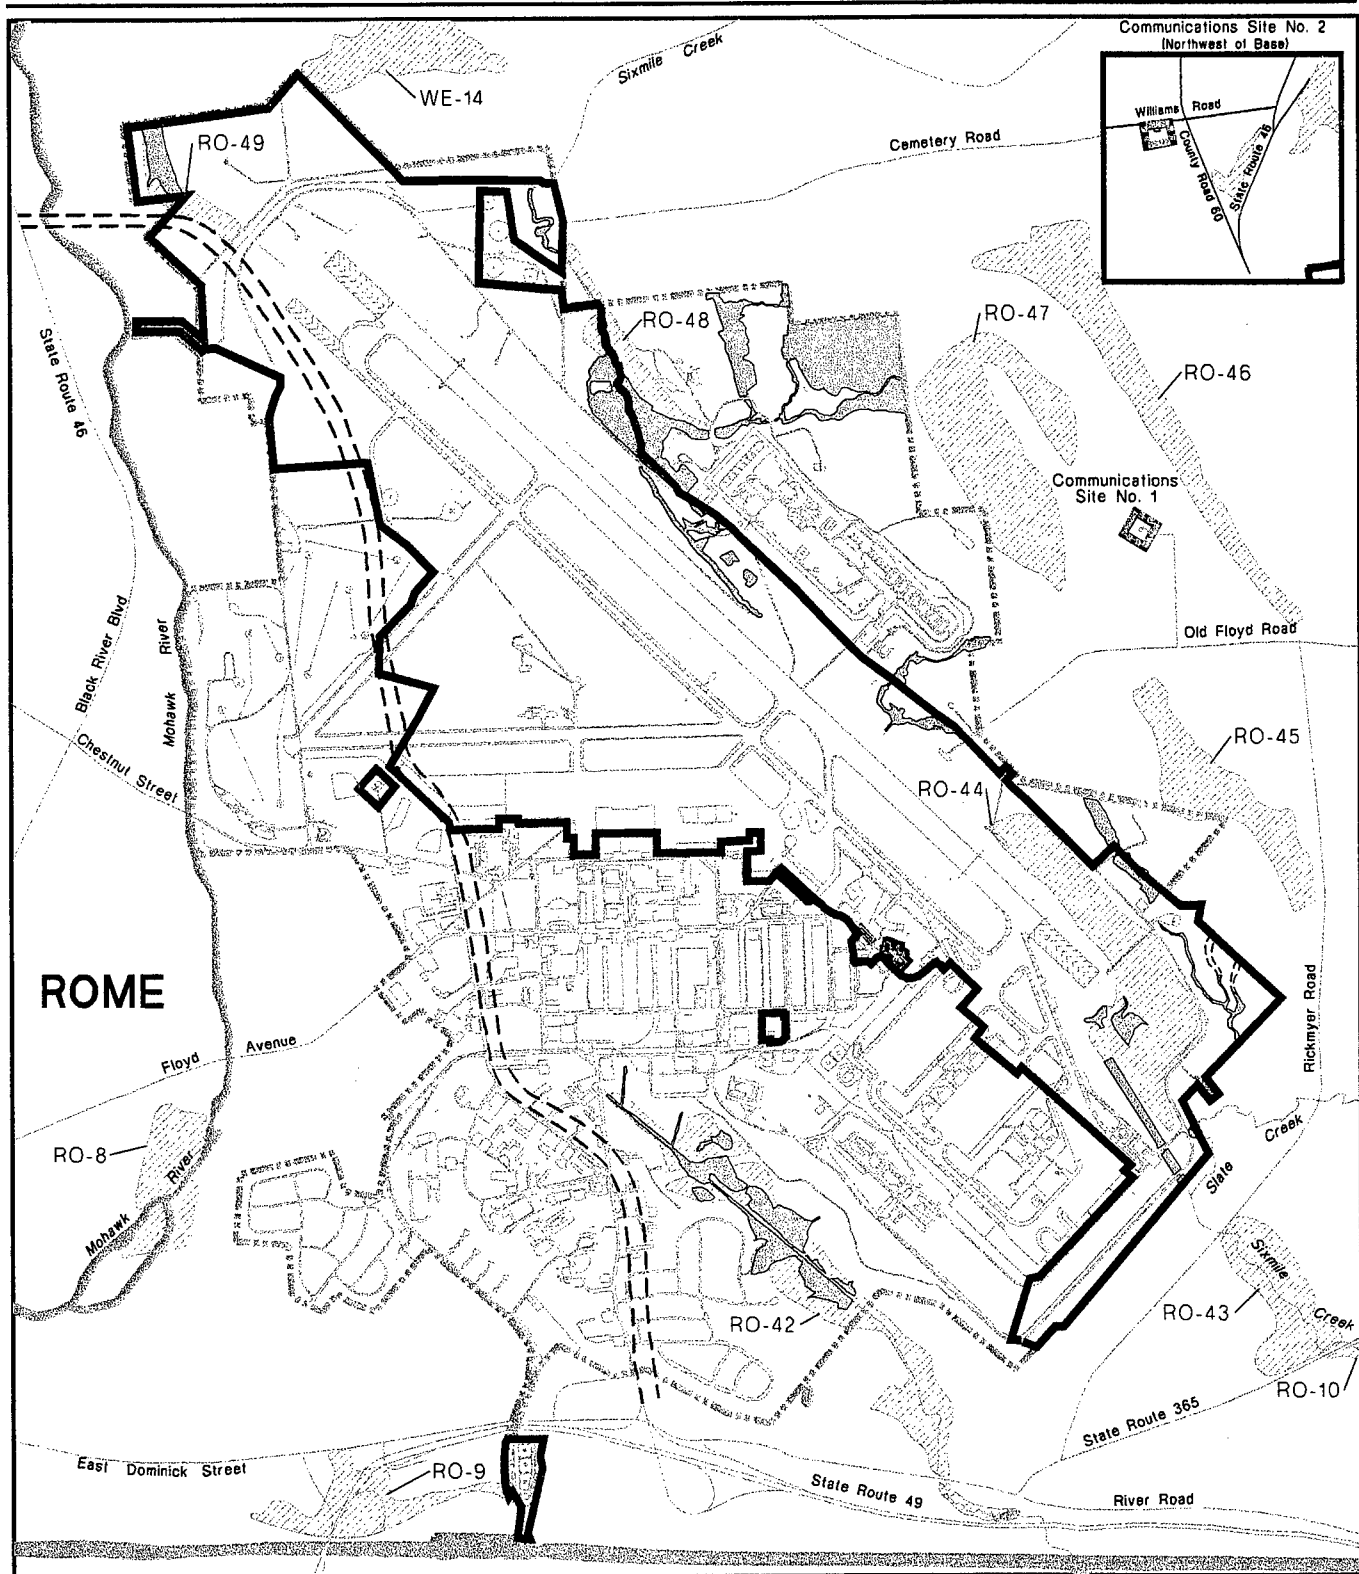 Communications Site No. 2
(Northwest of Base)
Sixmile Creek
WE-14
Williams Road
County Road 60
State Route 46
Cemetery Road
RO-49
RO-48
RO-47
RO-46
State Route 46
Communications
Site No. 1
Black River Blvd
Mohawk River
Old Floyd Road
Chestnut Street
RO-45
RO-44
ROME
Rickmyer Road
Floyd Avenue
RO-8
Mohawk River
Slate Creek
Sixmile Creek
RO-43
RO-42
RO-10
State Route 365
East Dominick Street
RO-9
State Route 49
River Road